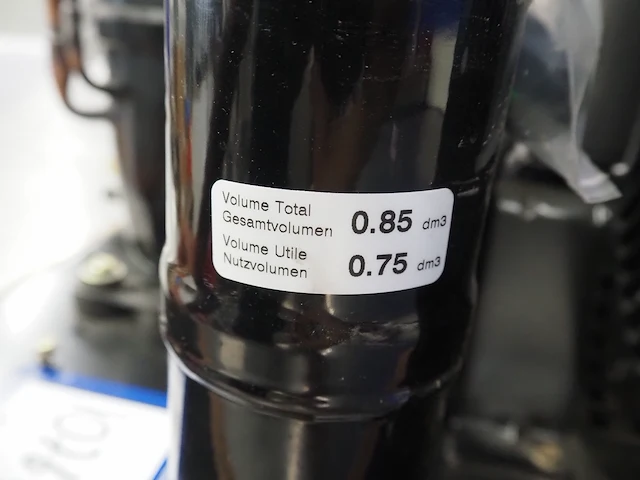 Volume Total
Gesamtvolumen 0.85 dm3
Volume Utile
Nutzvolumen 0.75 dm3